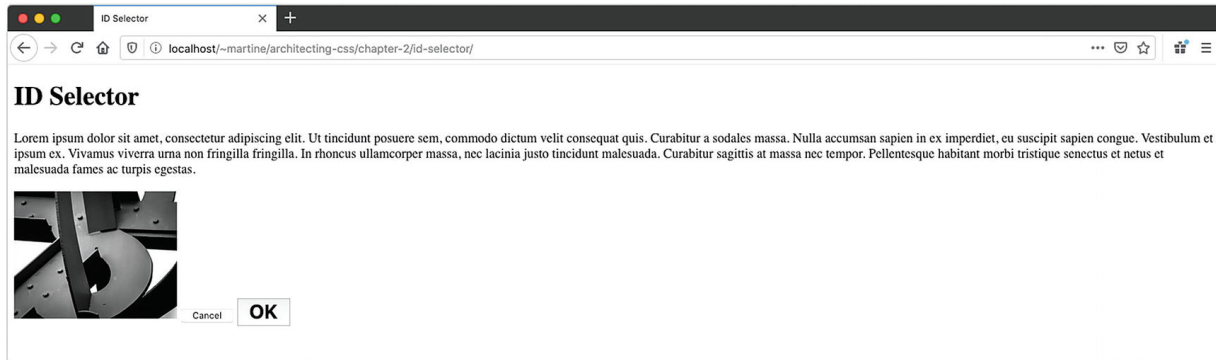 ID Selector
localhost/~martine/architecting-css/chapter-2/id-selector/
ID Selector
Lorem ipsum dolor sit amet, consectetur adipiscing elit. Ut tincidunt posuere sem, commodo dictum velit consequat quis. Curabitur a sodales massa. Nulla accumsan sapien in ex imperdiet, eu suscipit sapien congue. Vestibulum et
ipsum ex. Vivamus viverra urna non fringilla fringilla. In rhoncus ullamcorper massa, nec lacinia justo tincidunt malesuada. Curabitur sagittis at massa nec tempor. Pellentesque habitant morbi tristique senectus et netus et
malesuada fames ac turpis egestas.
Cancel OK